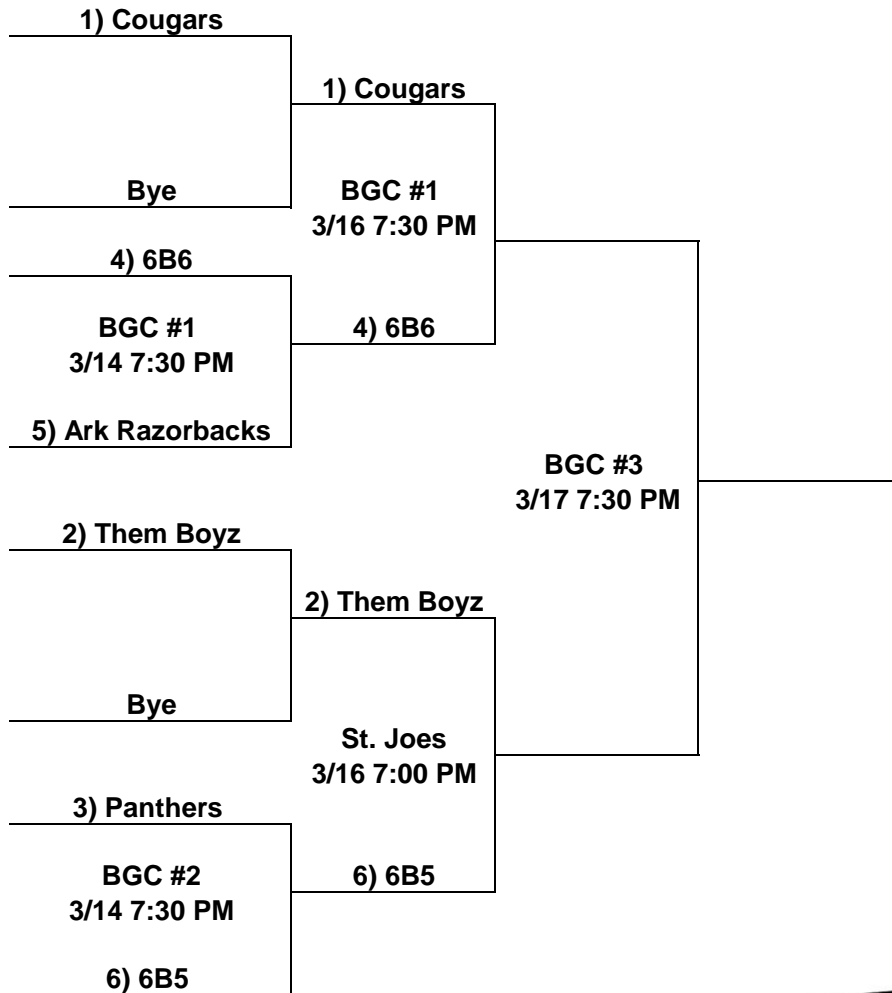 1) Cougars
1) Cougars
Bye
BGC #1
3/16 7:30 PM
4) 6B6
BGC #1
3/14 7:30 PM
4) 6B6
5) Ark Razorbacks
BGC #3
3/17 7:30 PM
2) Them Boyz
2) Them Boyz
Bye
St. Joes
3/16 7:00 PM
3) Panthers
BGC #2
3/14 7:30 PM
6) 6B5
6) 6B5